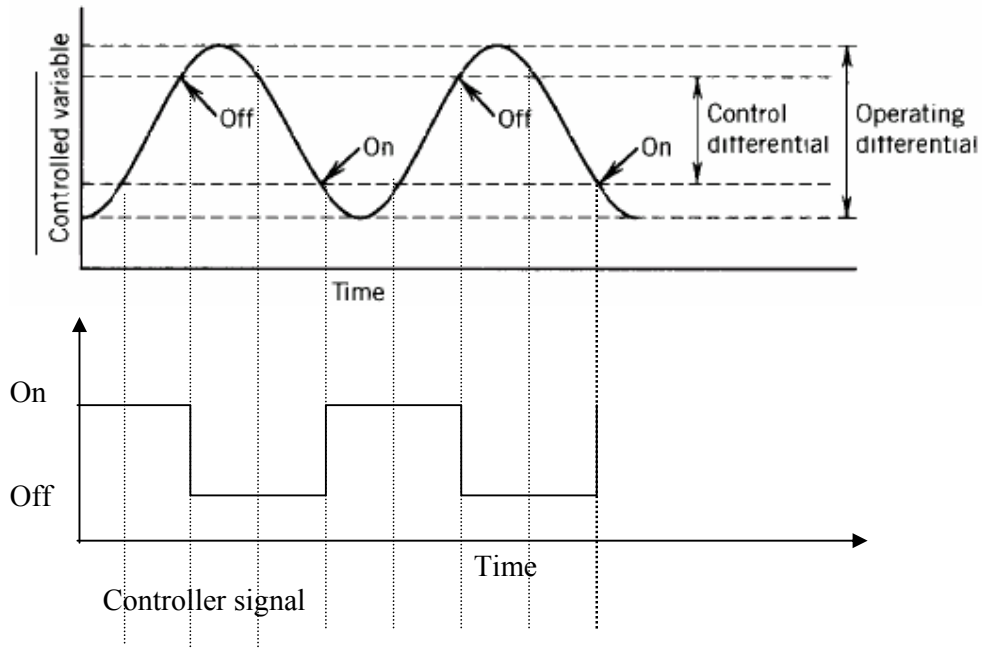 Controlled variable
Off
On
Off
On
Control
differential
Operating
differential
Time
On
Off
Time
Controller signal